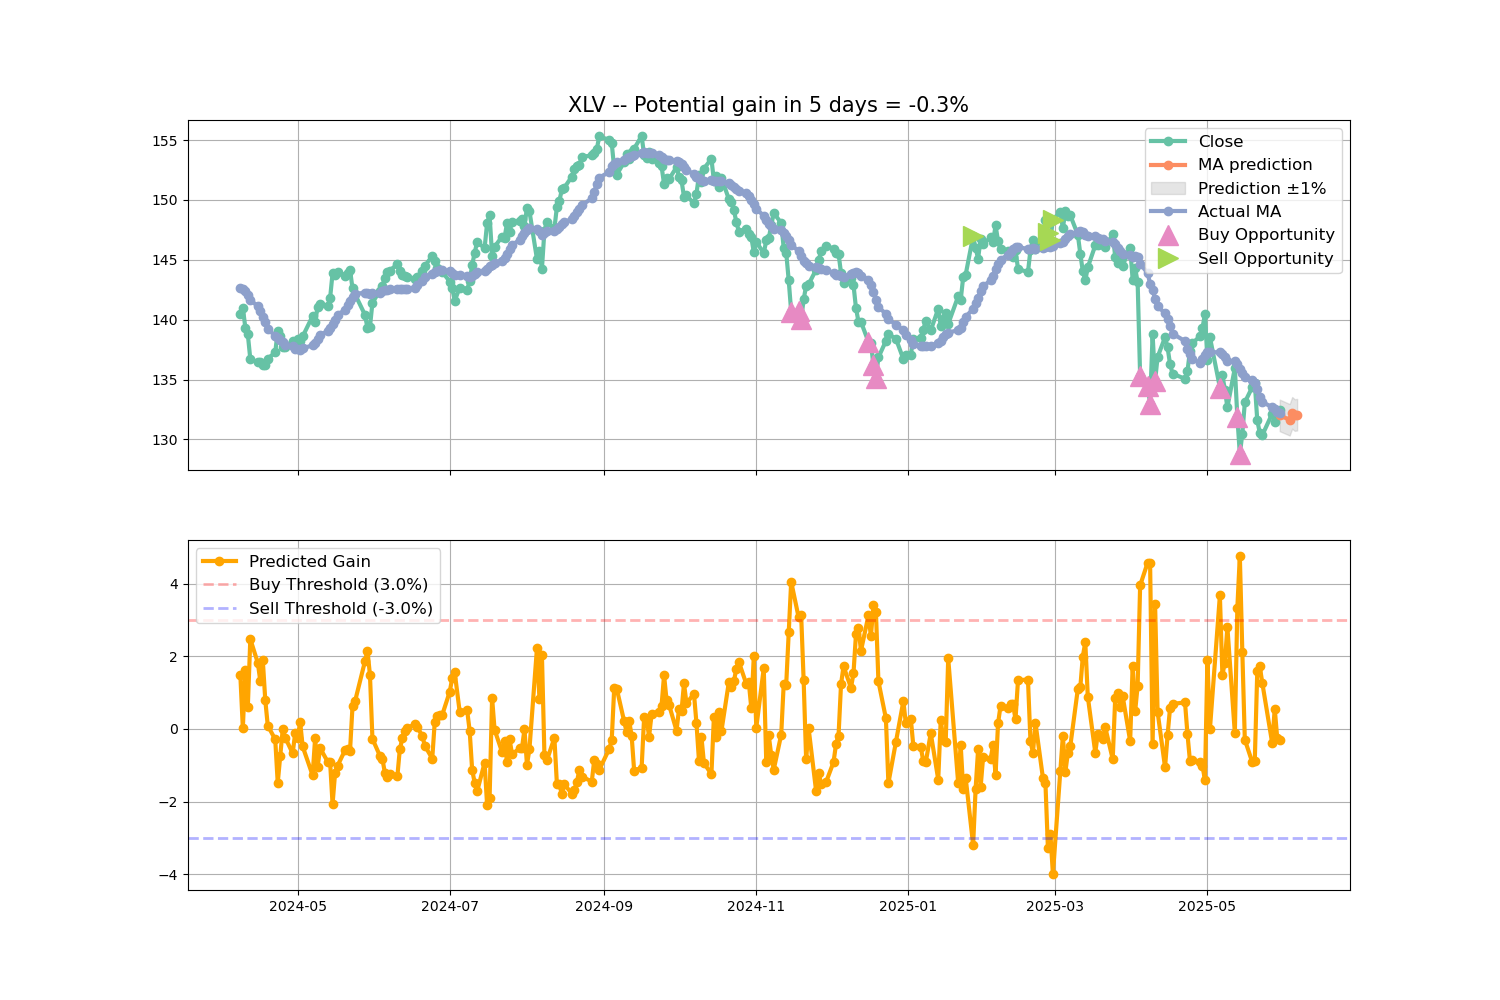 XLV -- Potential gain in 5 days = -0.3%
155
150
145
140
135
130
Close
MA prediction
Prediction ±1%
Actual MA
Buy Opportunity
Sell Opportunity
Predicted Gain
Buy Threshold (3.0%)
Sell Threshold (-3.0%)
4
2
0
−2
−4
2024-05
2024-07
2024-09
2024-11
2025-01
2025-03
2025-05